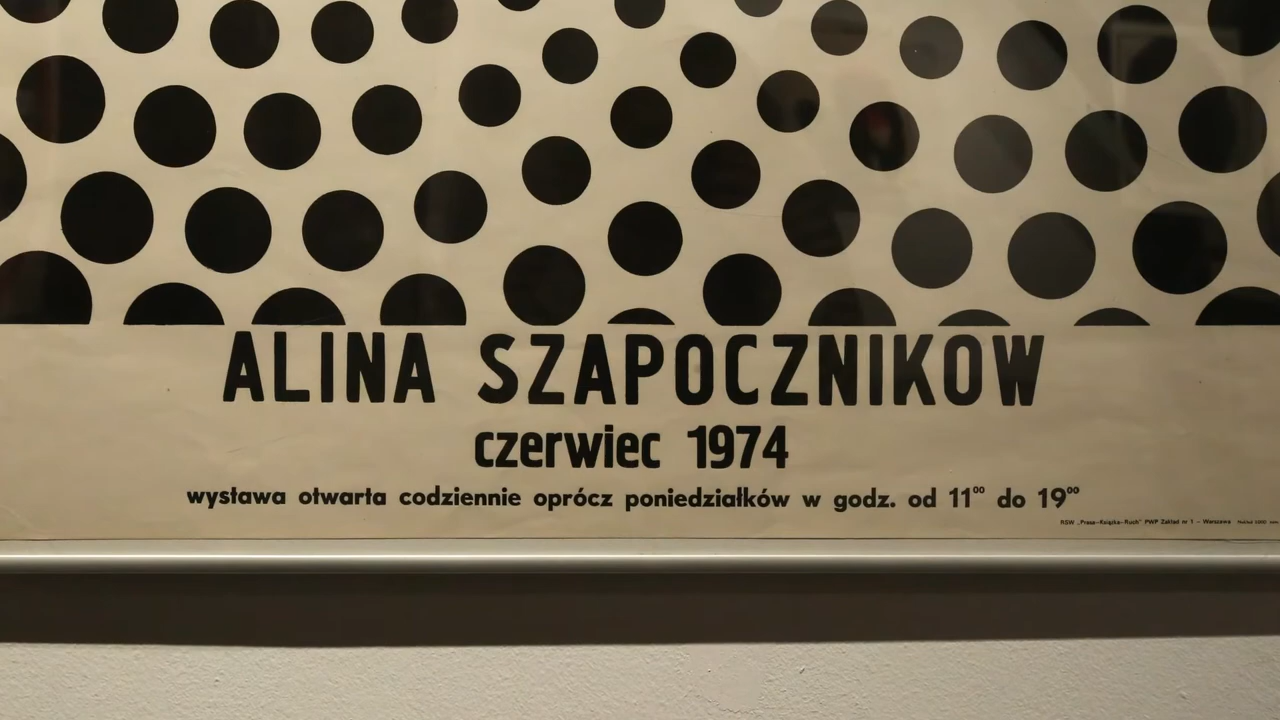 ALINA SZAPOCZNIKOW
czerwiec 1974
wystawa otwarta codziennie oprócz poniedziałków w godz. od 11⁰⁰ do 19⁰⁰
RSW „Prasa–Książka–Ruch” PWP Zakład nr 1 – Warszawa